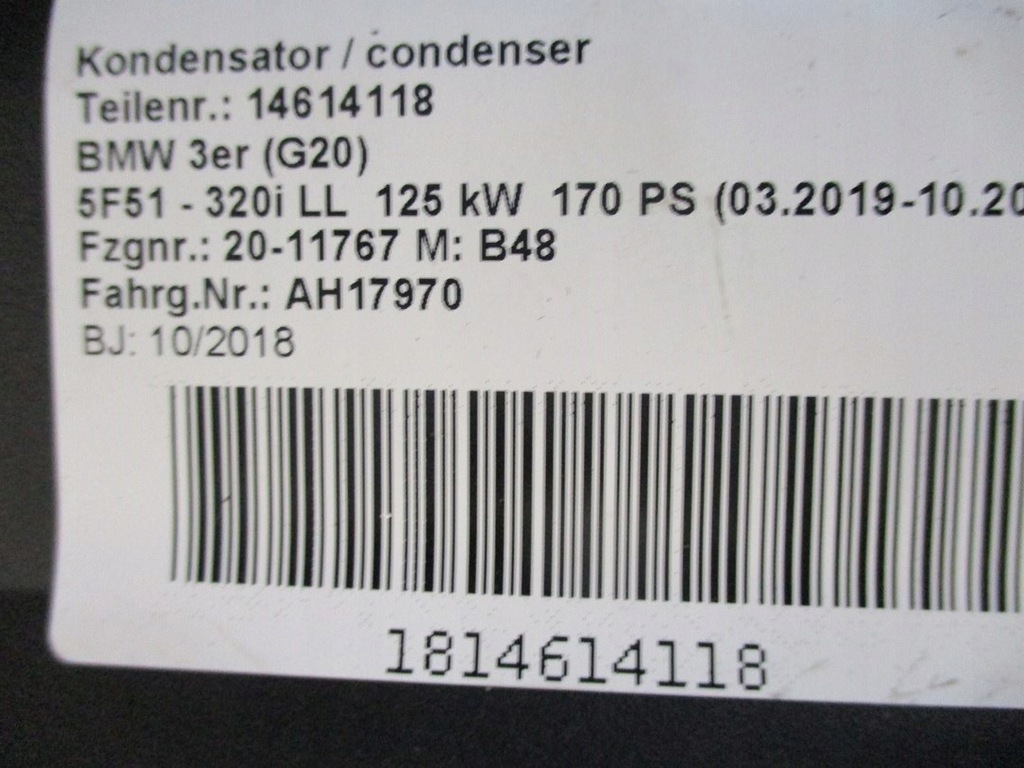 Kondensator / condenser
Teilenr.: 14614118
BMW 3er (G20)
5F51 - 320i LL 125 kW 170 PS (03.2019-10.20
Fzgnr.: 20-11767 M: B48
Fahrg.Nr.: AH17970
BJ: 10/2018
1814614118